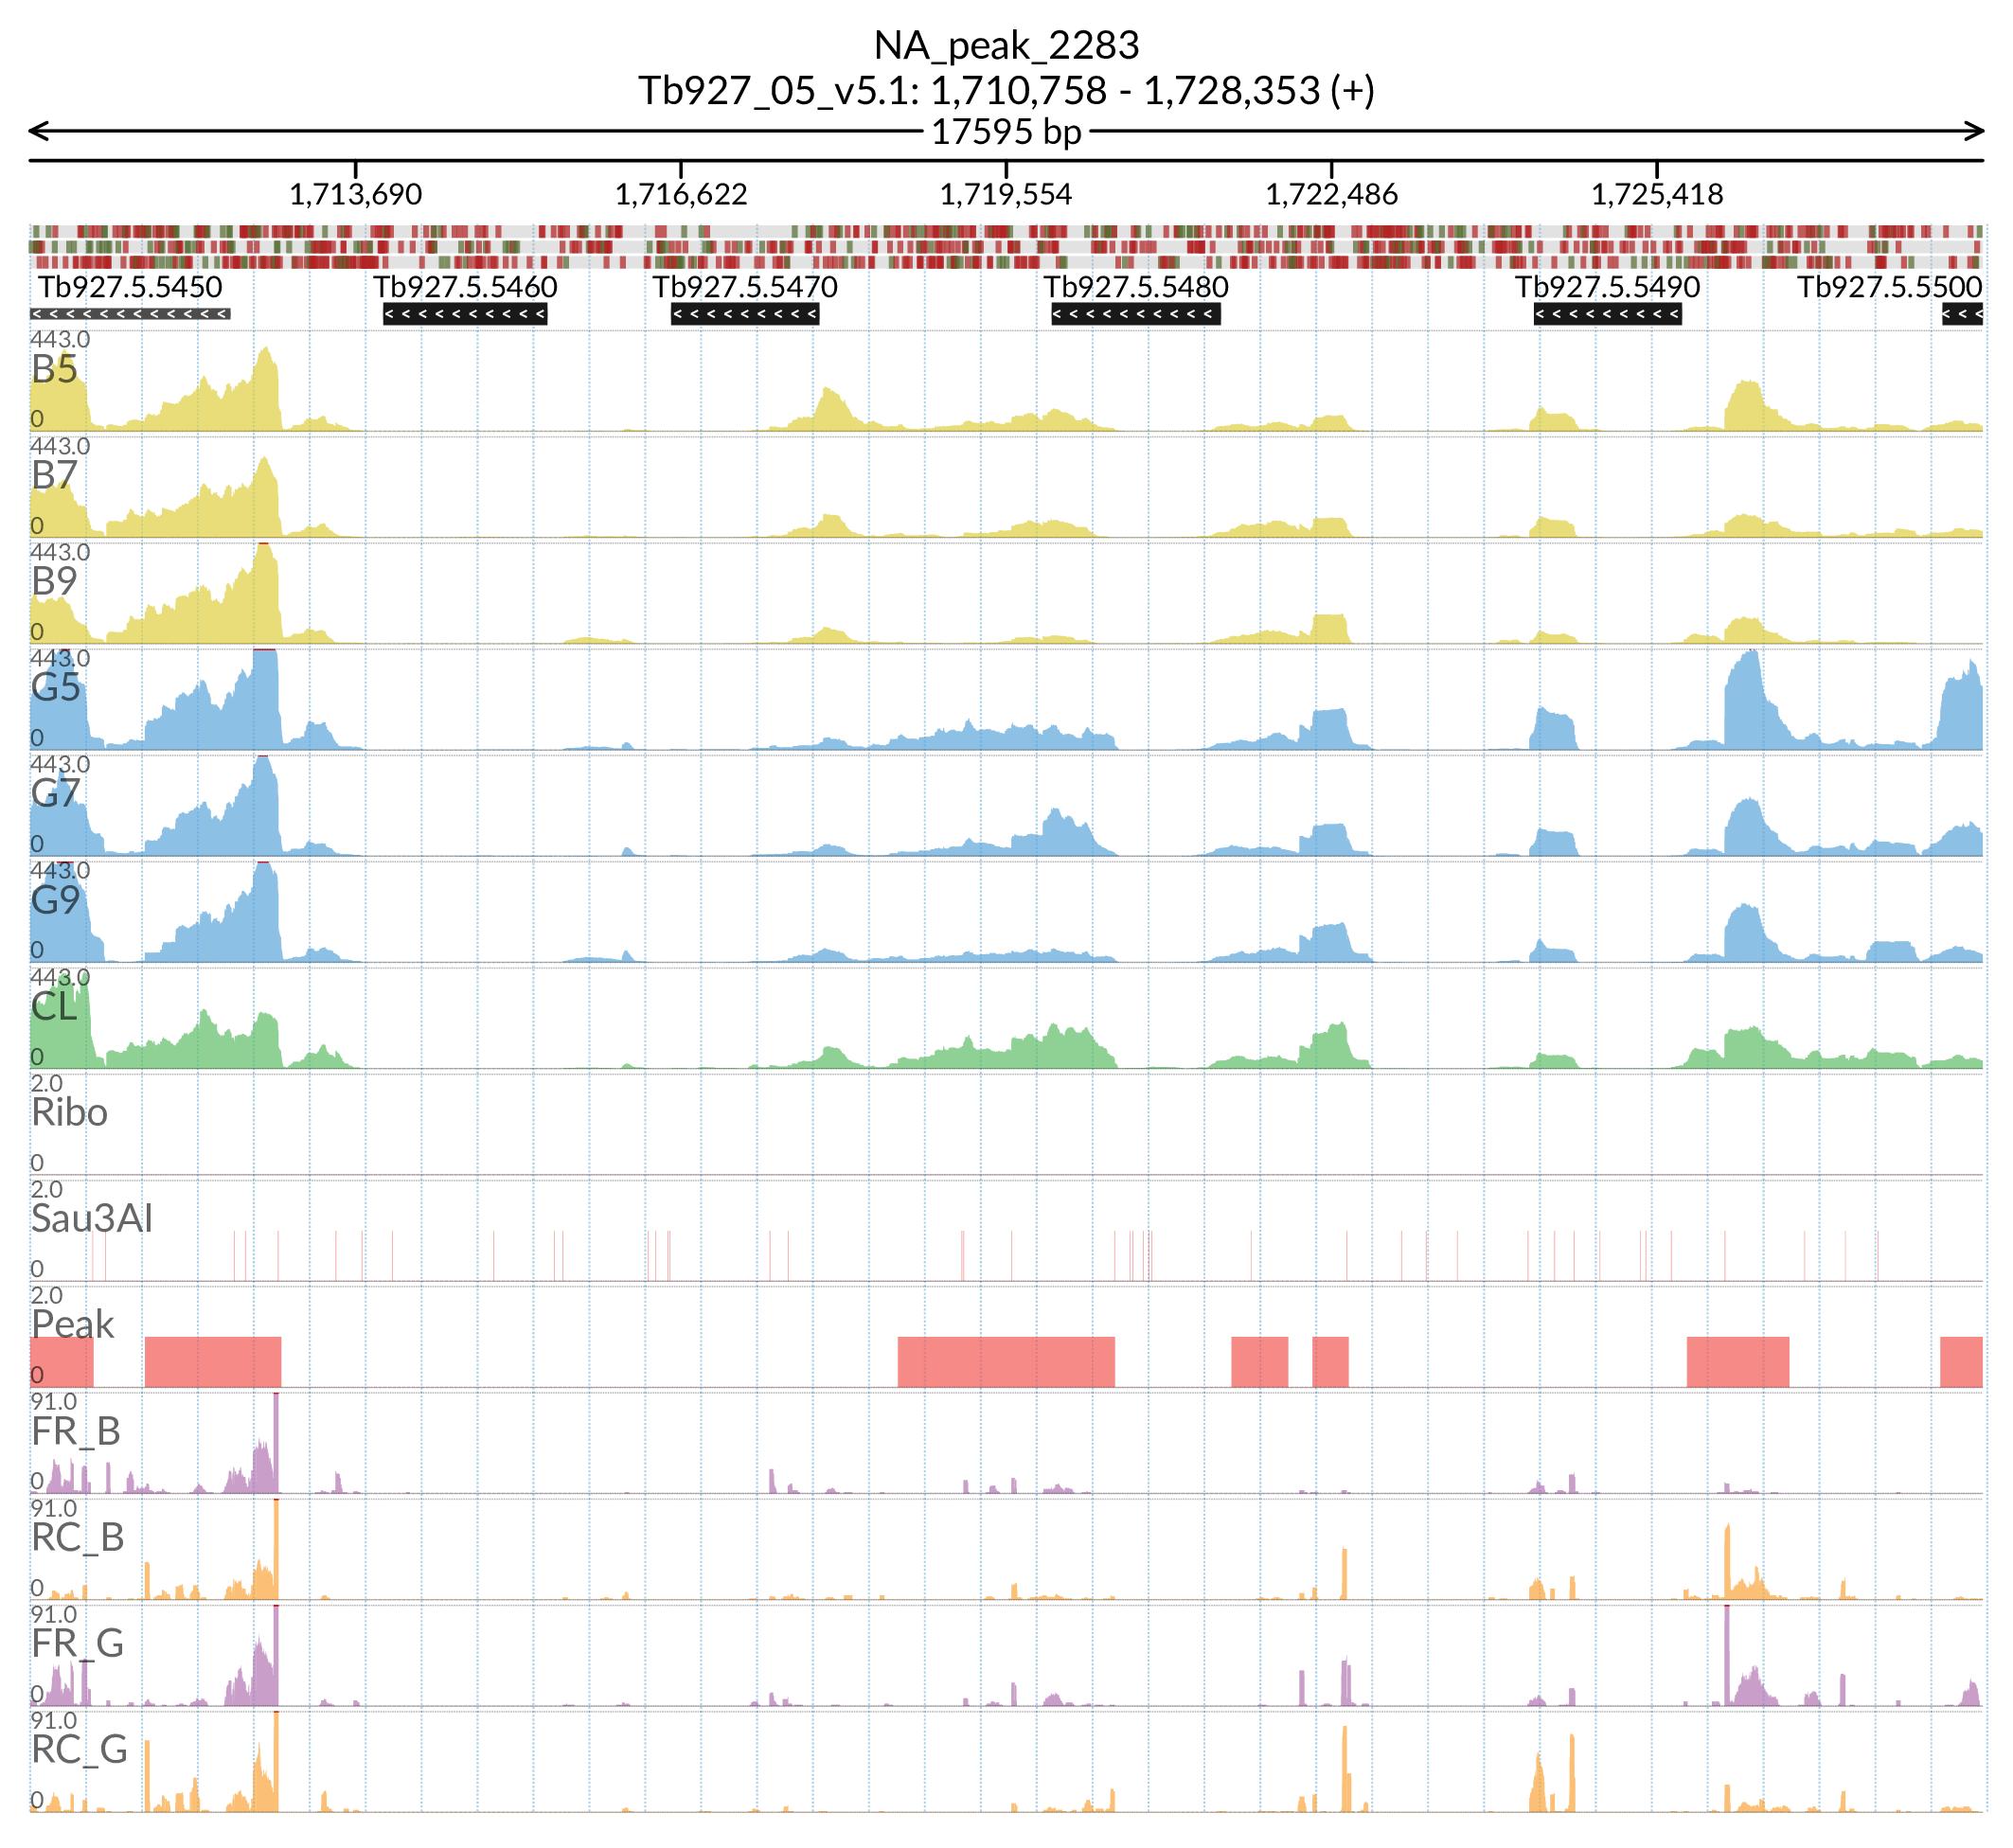 NA_peak_2283
Tb927_05_v5.1: 1,710,758 - 1,728,353 (+)
17595 bp
1,713,690 1,716,622 1,719,554 1,722,486 1,725,418
Tb927.5.5450 Tb927.5.5460 Tb927.5.5470 Tb927.5.5480 Tb927.5.5490 Tb927.5.5500
443.0
B5
0
443.0
B7
0
443.0
B9
0
443.0
G5
0
443.0
G7
0
443.0
G9
0
443.0
CL
0
2.0
Ribo
0
2.0
Sau3AI
0
2.0
Peak
0
91.0
FR_B
0
91.0
RC_B
0
91.0
FR_G
0
91.0
RC_G
0